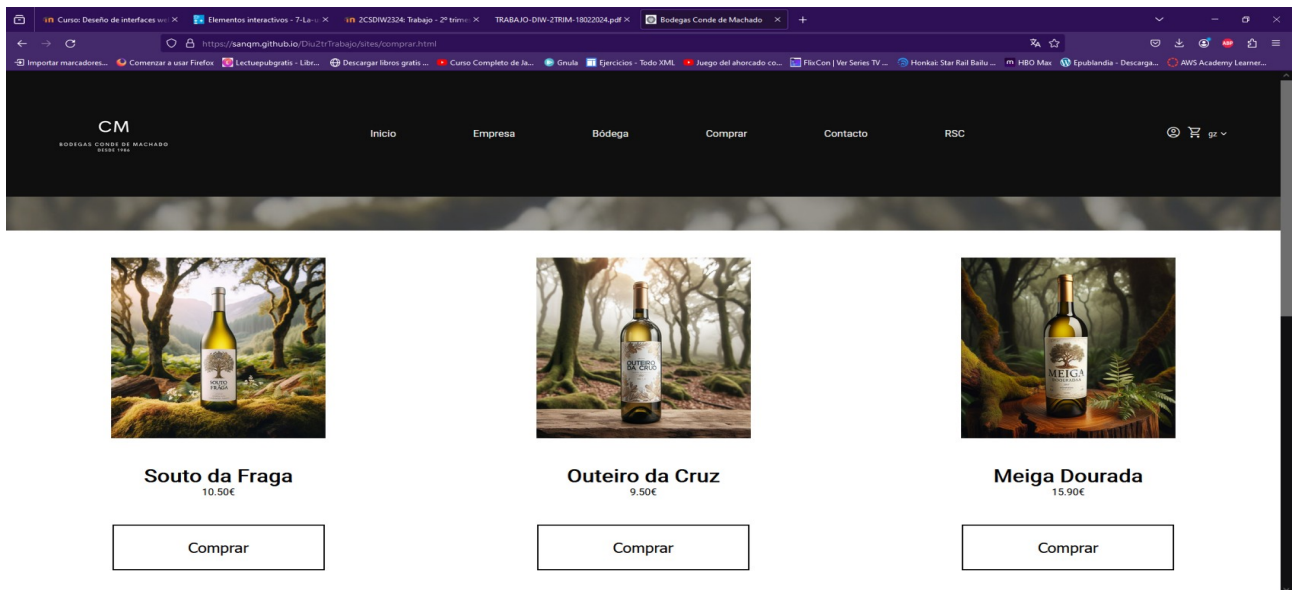 Curso: Deseño de interfaces we
Elementos interactivos - 7-La-u
2CSDIW2324: Trabajo - 2º trime
TRABAJO-DIW-2TRIM-18022024.pdf
Bodegas Conde de Machado
https://sanqm.github.io/Diu2trTrabajo/sites/comprar.html
Importar marcadores... Comenzar a usar Firefox Lectuepubgratis - Libr... Descargar libros gratis ... Curso Completo de Ja... Gnula Ejercicios - Todo XML Juego del ahorcado co... FlixCon | Ver Series TV ... Honkai: Star Rail Bailu ... HBO Max Epublandia - Descarga... AWS Academy Learner...
CM
BODEGAS CONDE DE MACHADO
DESDE 1986
Inicio Empresa Bódega Comprar Contacto RSC gz
SOUTO
FRAGA
OUTEIRO
DA CRUO
MEIGA
Souto da Fraga
10.50€
Comprar
Outeiro da Cruz
9.50€
Comprar
Meiga Dourada
15.90€
Comprar